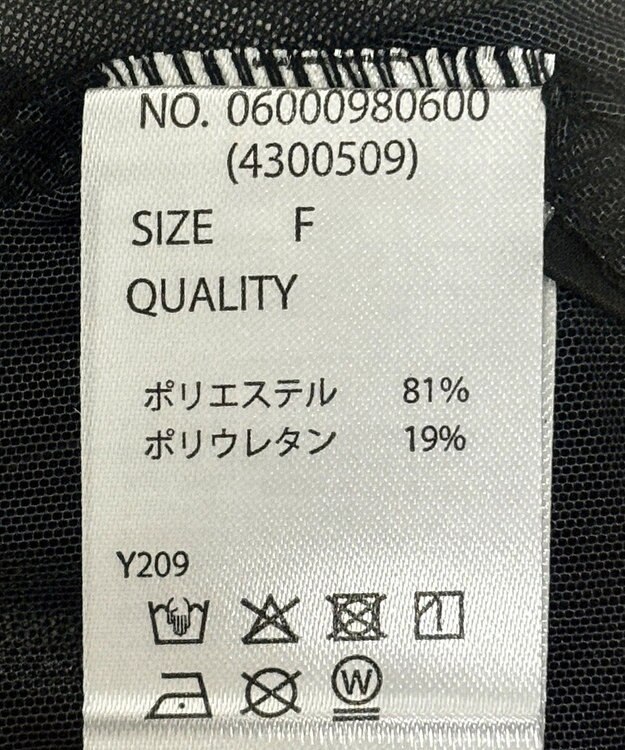 NO. 06000980600
(4300509)
SIZE F
QUALITY
ポリエステル 81%
ポリウレタン 19%
Y209
W